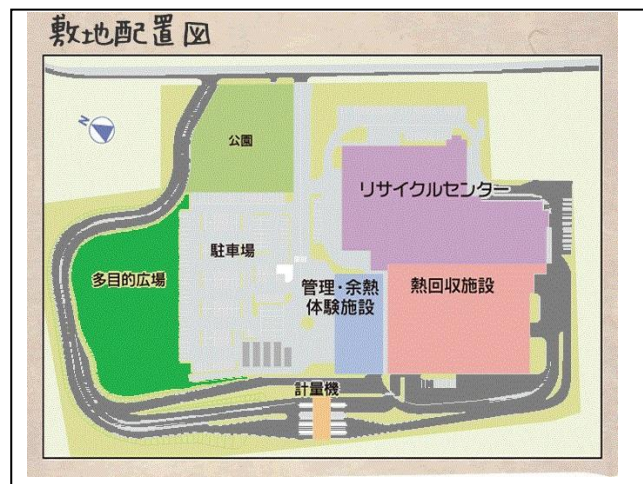 敷地配置図
N
公園
リサイクルセンター
駐車場
多目的広場
管理・余熱
体験施設
熱回収施設
計量機